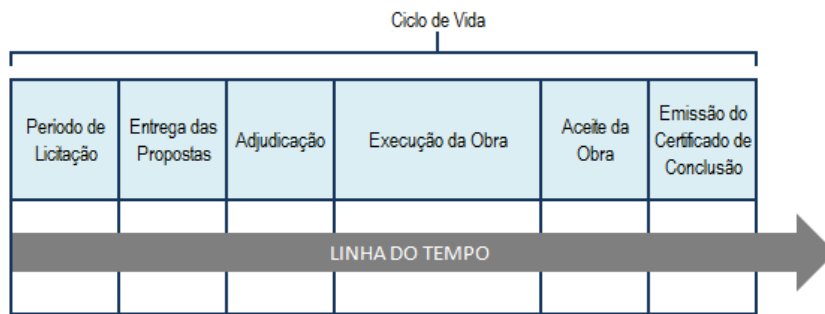 Ciclo de Vida
Periodo de
Licitação
Entrega das
Propostas
Adjudicação
Execução da Obra
Aceite da
Obra
Emissão do
Certificado de
Conclusão
LINHA DO TEMPO